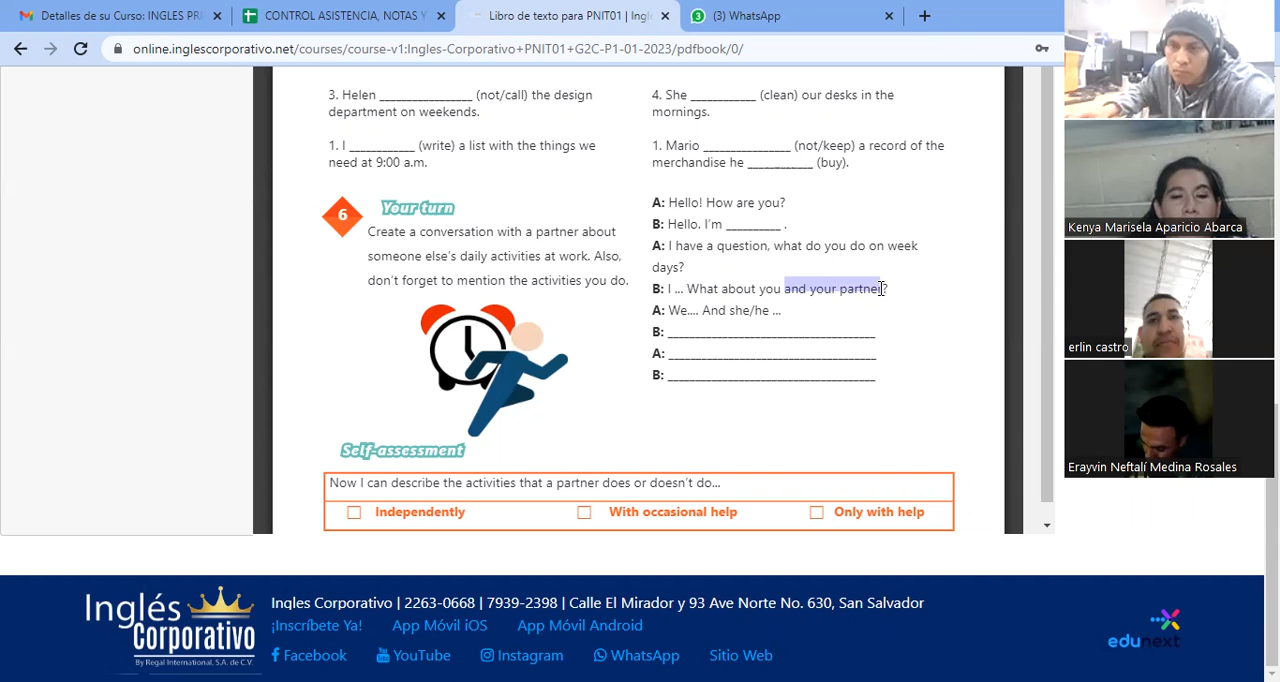 Detalles de su Curso: INGLES PRI
CONTROL ASISTENCIA, NOTAS Y
Libro de texto para PNIT01 | Ingle
(3) WhatsApp
online.inglescorporativo.net/courses/course-v1:Ingles-Corporativo+PNIT01+G2C-P1-01-2023/pdfbook/0/
3. Helen ________________ (not/call) the design
department on weekends.
4. She ___________ (clean) our desks in the
mornings.
1. I ___________ (write) a list with the things we
need at 9:00 a.m.
1. Mario _______________ (not/keep) a record of the
merchandise he ___________ (buy).
6
Your turn
Create a conversation with a partner about
someone else's daily activities at work. Also,
don't forget to mention the activities you do.
A: Hello! How are you?
B: Hello. I'm _________ .
A: I have a question, what do you do on week
days?
B: I ... What about you and your partner?
A: We.... And she/he ...
B: ___________________________________
A: ___________________________________
B: ___________________________________
Self-assessment
Now I can describe the activities that a partner does or doesn't do...
Independently
With occasional help
Only with help
Kenya Marisela Aparicio Abarca
erlin castro
Erayvin Neftalí Medina Rosales
Inglés
Corporativo
By Regal International, S.A. de C.V.
Ingles Corporativo | 2263-0668 | 7939-2398 | Calle El Mirador y 93 Ave Norte No. 630, San Salvador
¡Inscríbete Ya! App Móvil iOS App Móvil Android
Facebook YouTube Instagram WhatsApp Sitio Web
edunext